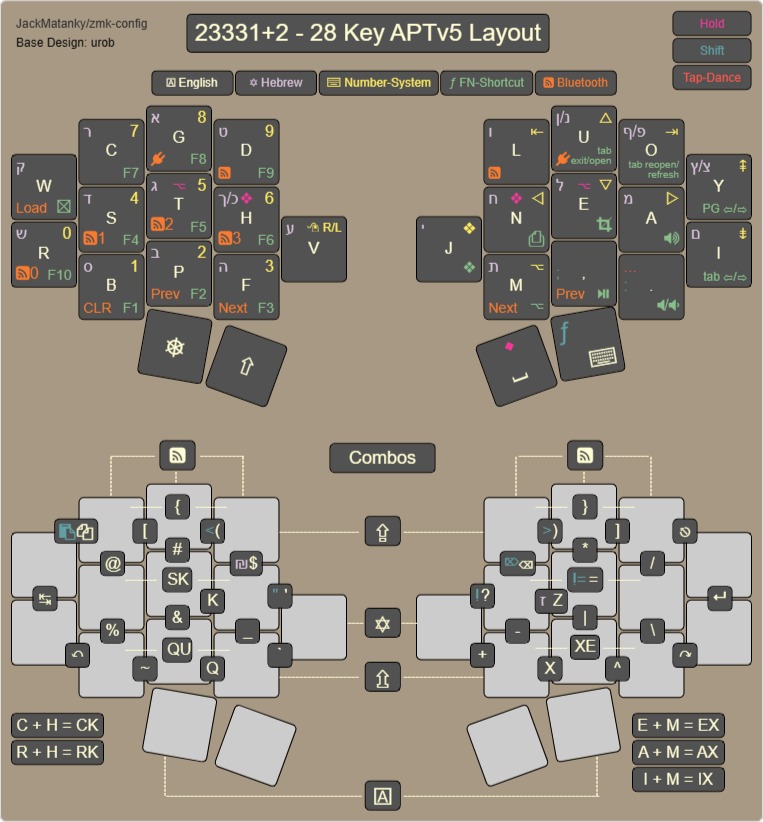 JackMatanky/zmk-config
Base Design: urob
23331+2 - 28 Key APTv5 Layout
Hold
Shift
Tap-Dance
A English
✡ Hebrew
Number-System
ƒ FN-Shortcut
Bluetooth
ק
W
Load
ר 7
C
F7
א 8
G
F8
ט 9
D
F9
ו
L
נ/ן
U
tab
exit/open
פ/ף
O
tab reopen/
refresh
צ/ץ
Y
PG ⇦/⇨
ש 0
R
0 F10
ד 4
S
1 F4
ג ⌥ 5
T
2 F5
כ/ך 6
H
3 F6
ע R/L
V
י
J
ח
N
ל ⌥
E
מ
A
ם
I
tab ⇦/⇨
ס 1
B
CLR F1
ב 2
P
Prev F2
ה 3
F
Next F3
ת ⌥
M
Next ⌥
. ,
Prev
...
: .
ƒ
Combos
{
[
<(
#
@
₪$
SK
K
" '
&
%
_
QU
~
Q
`
}
>)
]
*
/
!= =
!?
ז Z
|
-
\
XE
+
X
^
A
C + H = CK
R + H = RK
E + M = EX
A + M = AX
I + M = IX